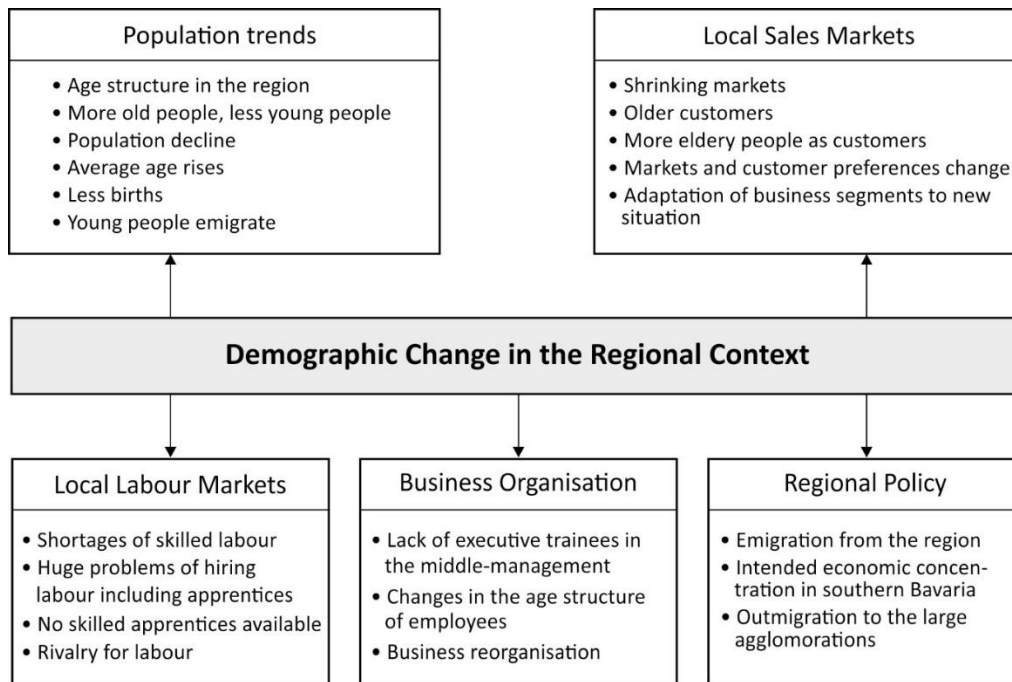 Population trends
• Age structure in the region
• More old people, less young people
• Population decline
• Average age rises
• Less births
• Young people emigrate
Local Sales Markets
• Shrinking markets
• Older customers
• More eldery people as customers
• Markets and customer preferences change
• Adaptation of business segments to new
situation
Demographic Change in the Regional Context
Local Labour Markets
• Shortages of skilled labour
• Huge problems of hiring
labour including apprentices
• No skilled apprentices available
• Rivalry for labour
Business Organisation
• Lack of executive trainees in
the middle-management
• Changes in the age structure
of employees
• Business reorganisation
Regional Policy
• Emigration from the region
• Intended economic concen-
tration in southern Bavaria
• Outmigration to the large
agglomorations